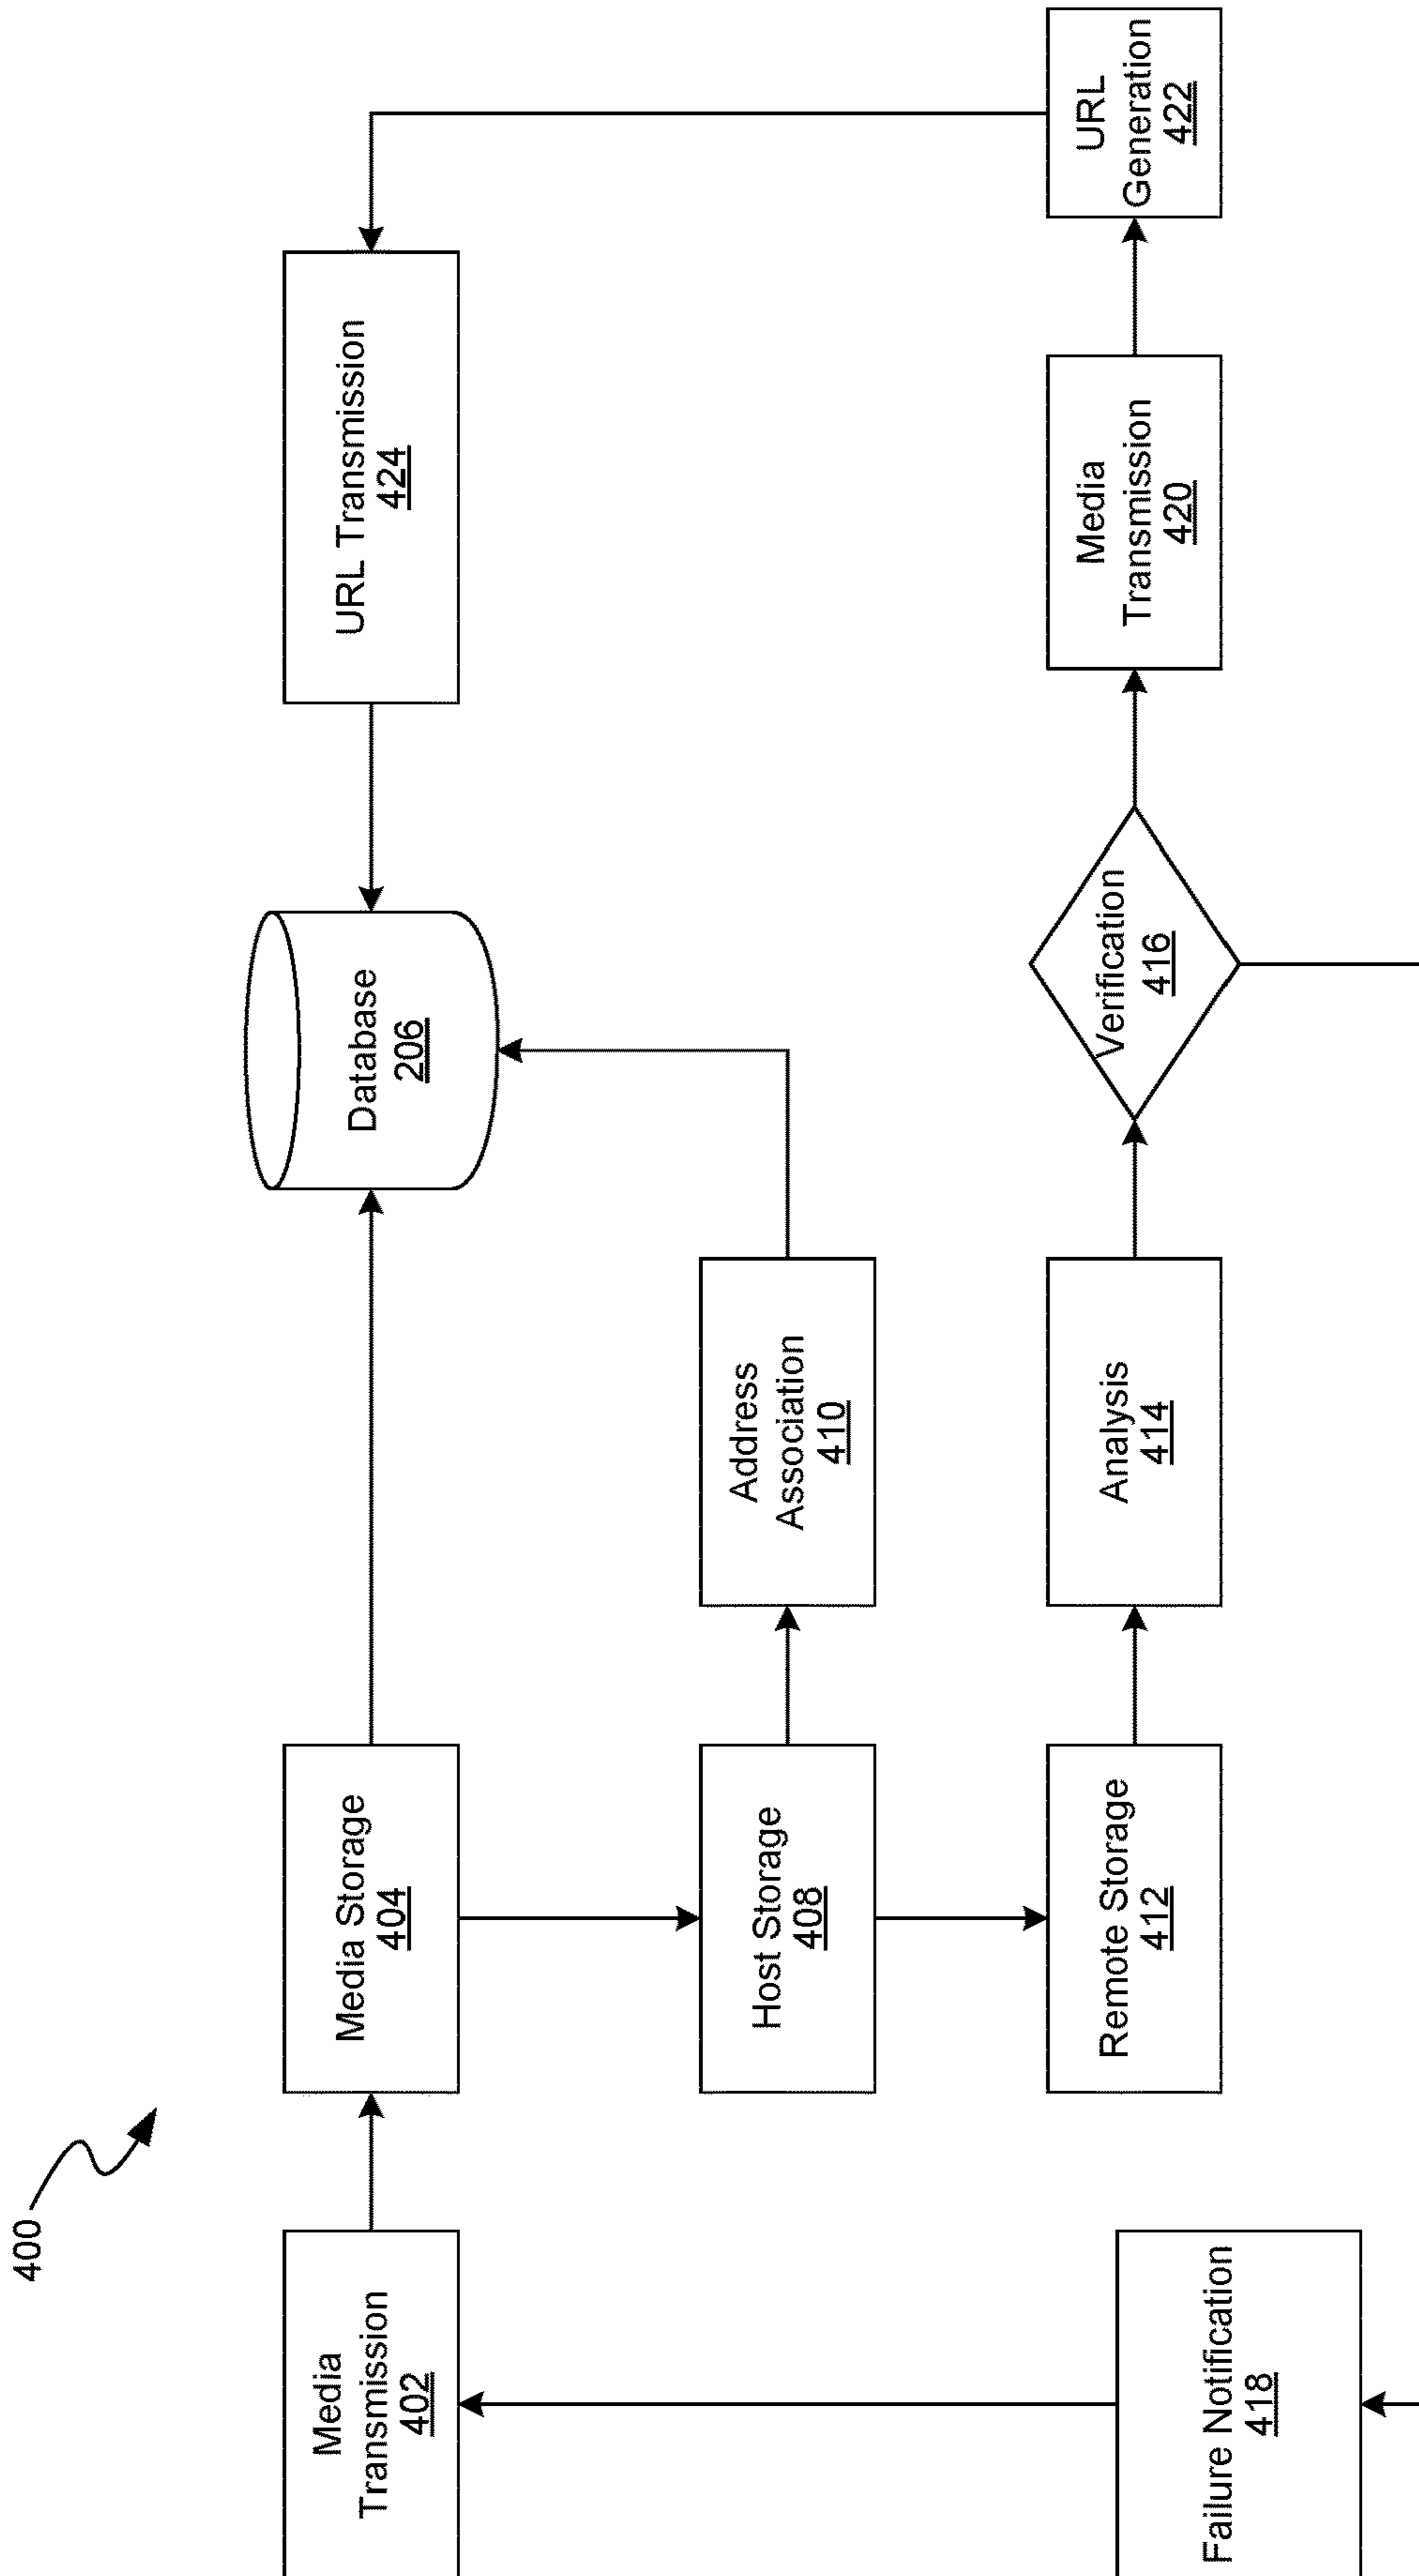 400
Media
Transmission
402
Media Storage
404
Database
206
URL Transmission
424
Host Storage
408
Address
Association
410
Remote Storage
412
Analysis
414
Verification
416
Media
Transmission
420
URL
Generation
422
Failure Notification
418